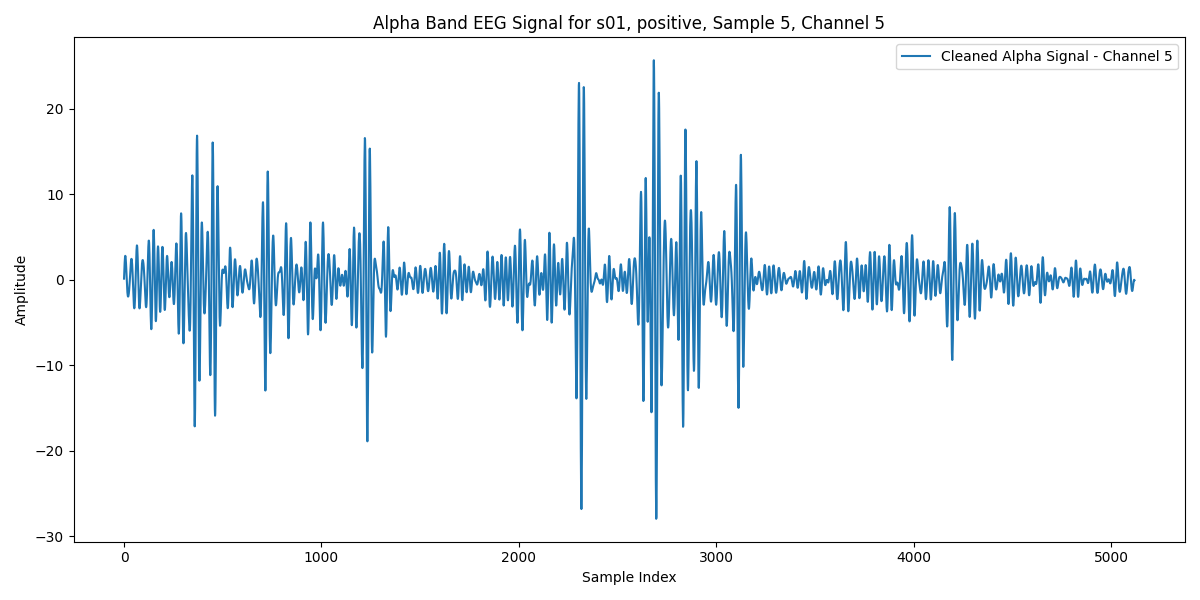 Alpha Band EEG Signal for s01, positive, Sample 5, Channel 5
Cleaned Alpha Signal - Channel 5
Amplitude
20
10
0
−10
−20
−30
0 1000 2000 3000 4000 5000
Sample Index